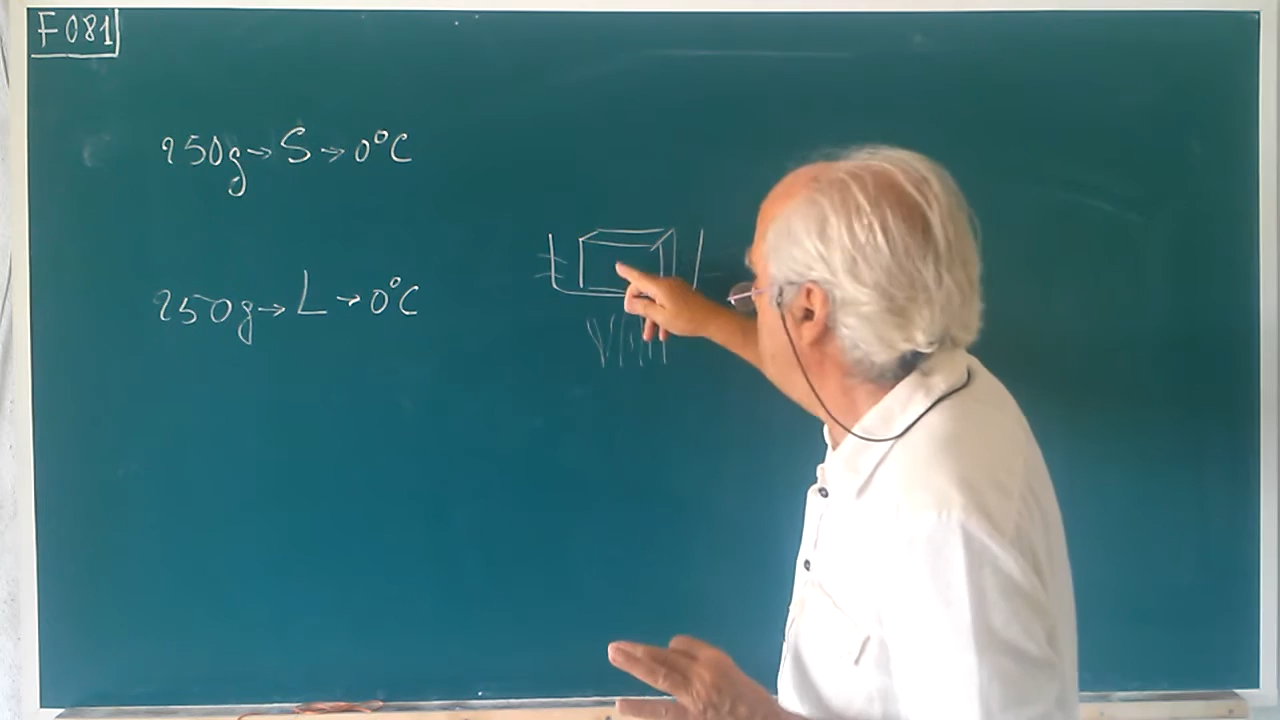 F081
250g → S → 0°C
250g → L → 0°C